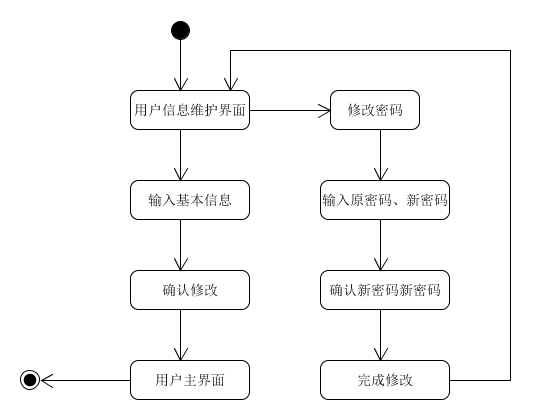 用户信息维护界面
修改密码
输入基本信息
输入原密码、新密码
确认修改
确认新密码新密码
用户主界面
完成修改